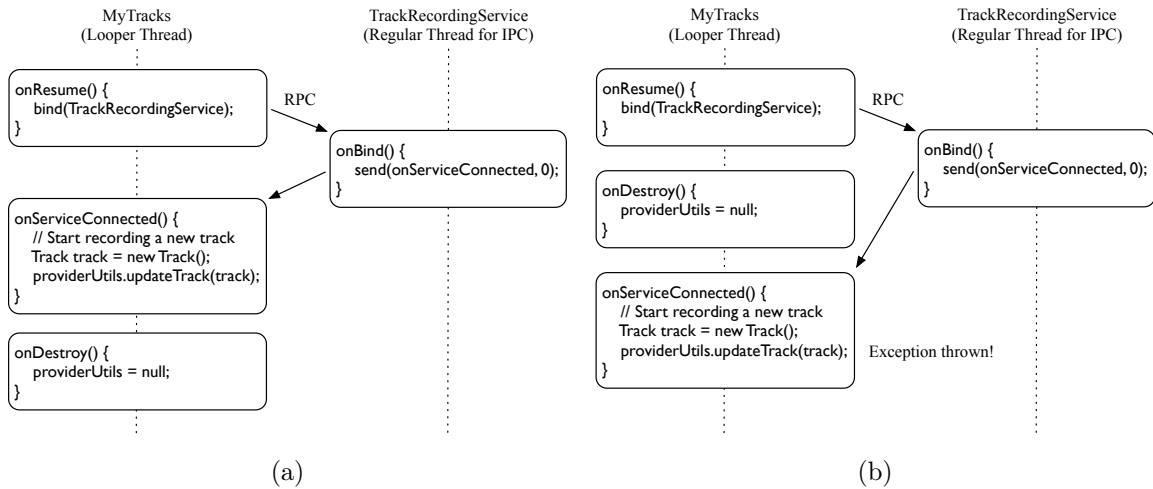 MyTracks
(Looper Thread)
TrackRecordingService
(Regular Thread for IPC)
onResume() {
bind(TrackRecordingService);
}
RPC
onBind() {
send(onServiceConnected, 0);
}
onServiceConnected() {
// Start recording a new track
Track track = new Track();
providerUtils.updateTrack(track);
}
onDestroy() {
providerUtils = null;
}
(a)
MyTracks
(Looper Thread)
TrackRecordingService
(Regular Thread for IPC)
onResume() {
bind(TrackRecordingService);
}
RPC
onBind() {
send(onServiceConnected, 0);
}
onDestroy() {
providerUtils = null;
}
onServiceConnected() {
// Start recording a new track
Track track = new Track();
providerUtils.updateTrack(track);
}
Exception thrown!
(b)